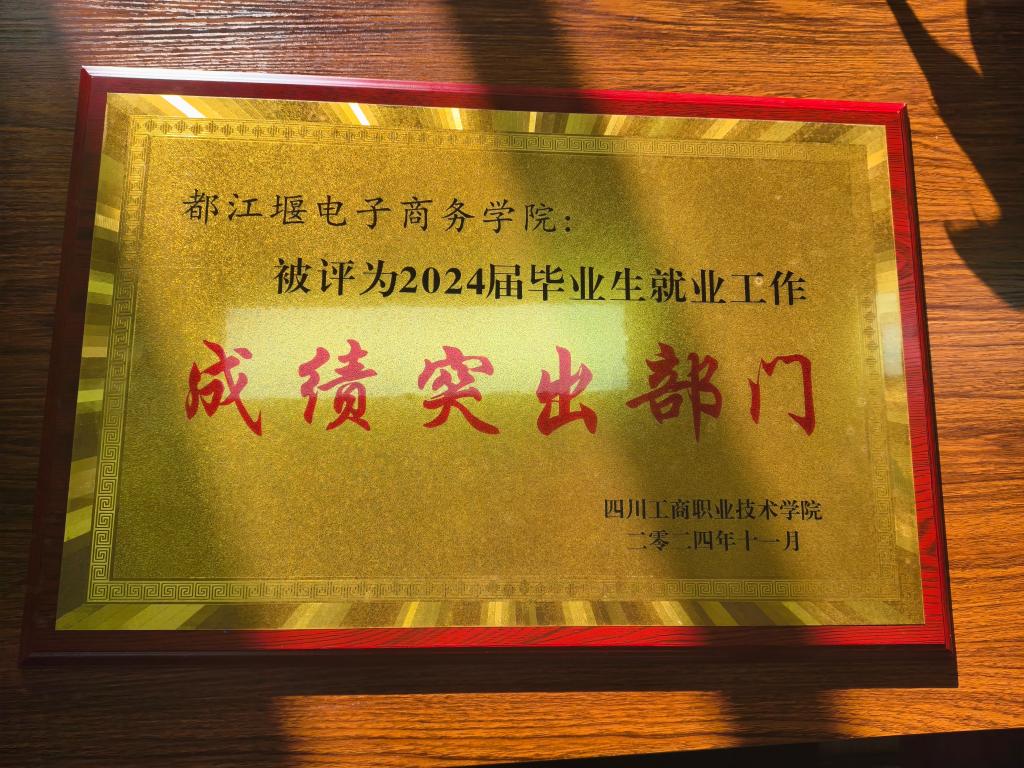 都江堰电子商务学院：
被评为2024届毕业生就业工作
成绩突出部门
四川工商职业技术学院
二零二四年十一月